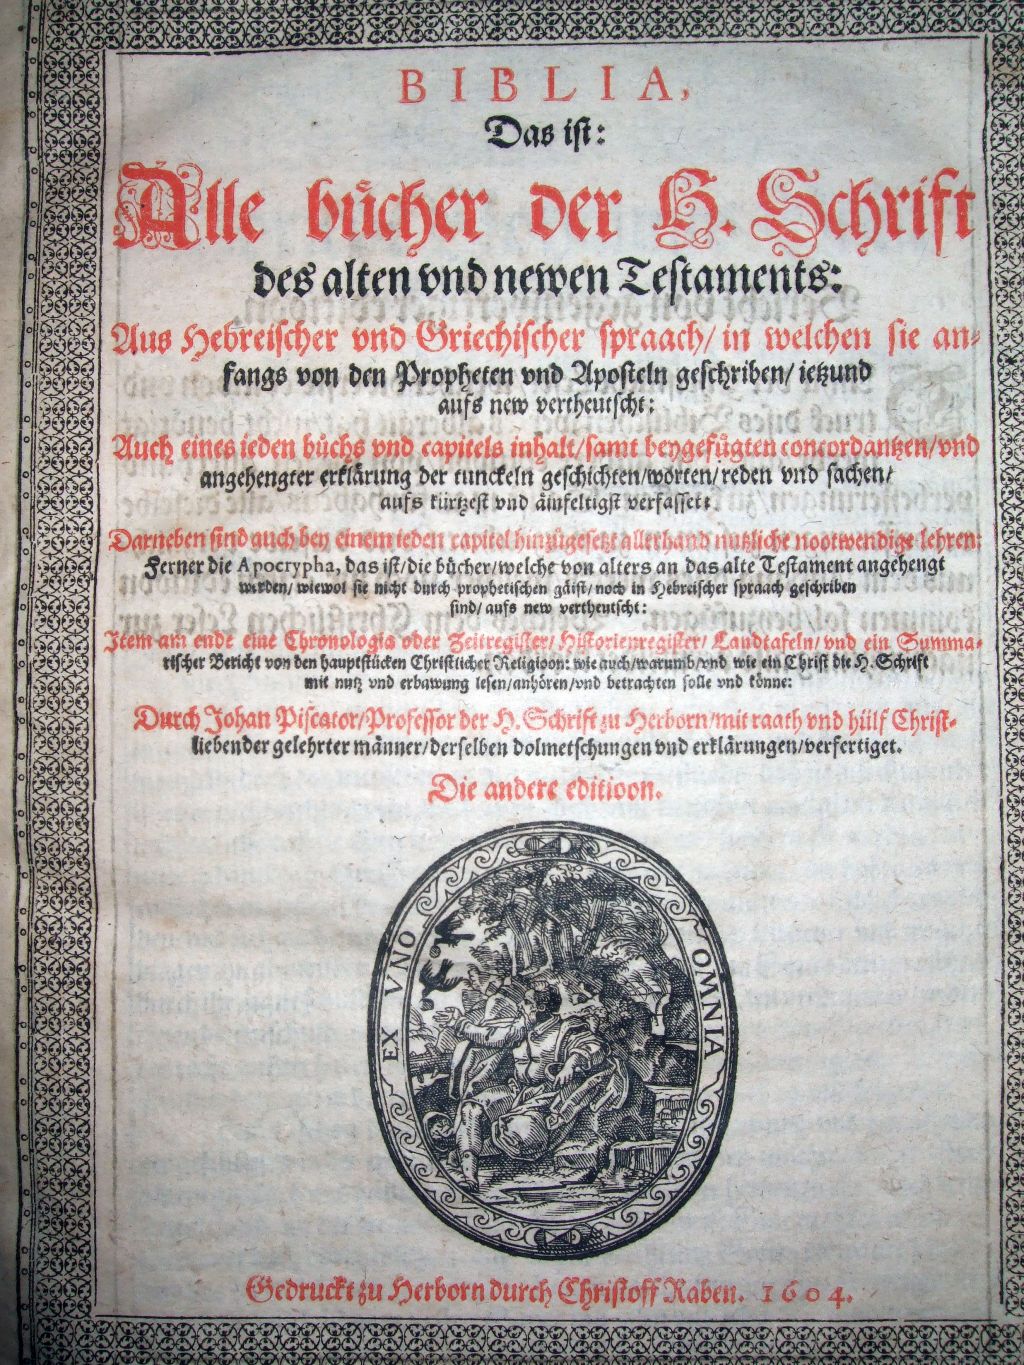 BIBLIA,
Das ist:
Alle bůcher der H. Schrift
des alten vnd newen Testaments:
Aus Hebreischer vnd Griechischer spraach/ in welchen sie an-
fangs von den Propheten vnd Aposteln geschriben/ ietzund
aufs new vertheutscht:
Auch eines ieden bůchs vnd capitels inhalt/ samt beygefůgten concordantzen/ vnd
angehengter erklärung der tunckeln geschichten/ worten/ reden vnd sachen/
aufs kürtzest vnd äinfeltigst verfasset:
Darneben sind auch bey einem ieden capitel hinzůgesetzt allerhand nutzliche nootwendige lehren:
Ferner die Apocrypha, das ist/ die bücher/ welche von alters an das alte Testament angehengt
werden/ wiewol sie nicht durch prophetischen gäist/ noch in Hebreischer spraach geschriben
sind/ aufs new vertheutscht:
Item am ende eine Chronologia oder Zeitregister/ Historienregister/ Landtafeln/ vnd ein Summa-
rischer Bericht von den hauptstücken Christlicher Religioon: wie auch/ warumb/ vnd wie ein Christ die H. Schrift
mit nutz vnd erbawung lesen/ anhören/ vnd betrachten solle vnd könne:
Durch Johan Piscator/ Professor der H. Schrift zu Herborn/ mit raath vnd hülf Christ-
liebender gelehrter männer/ derselben dolmetschungen vnd erklärungen/ verfertiget.
Die andere editioon.
EX VNO OMNIA
Gedruckt zu Herborn durch Christoff Raben. 1604.